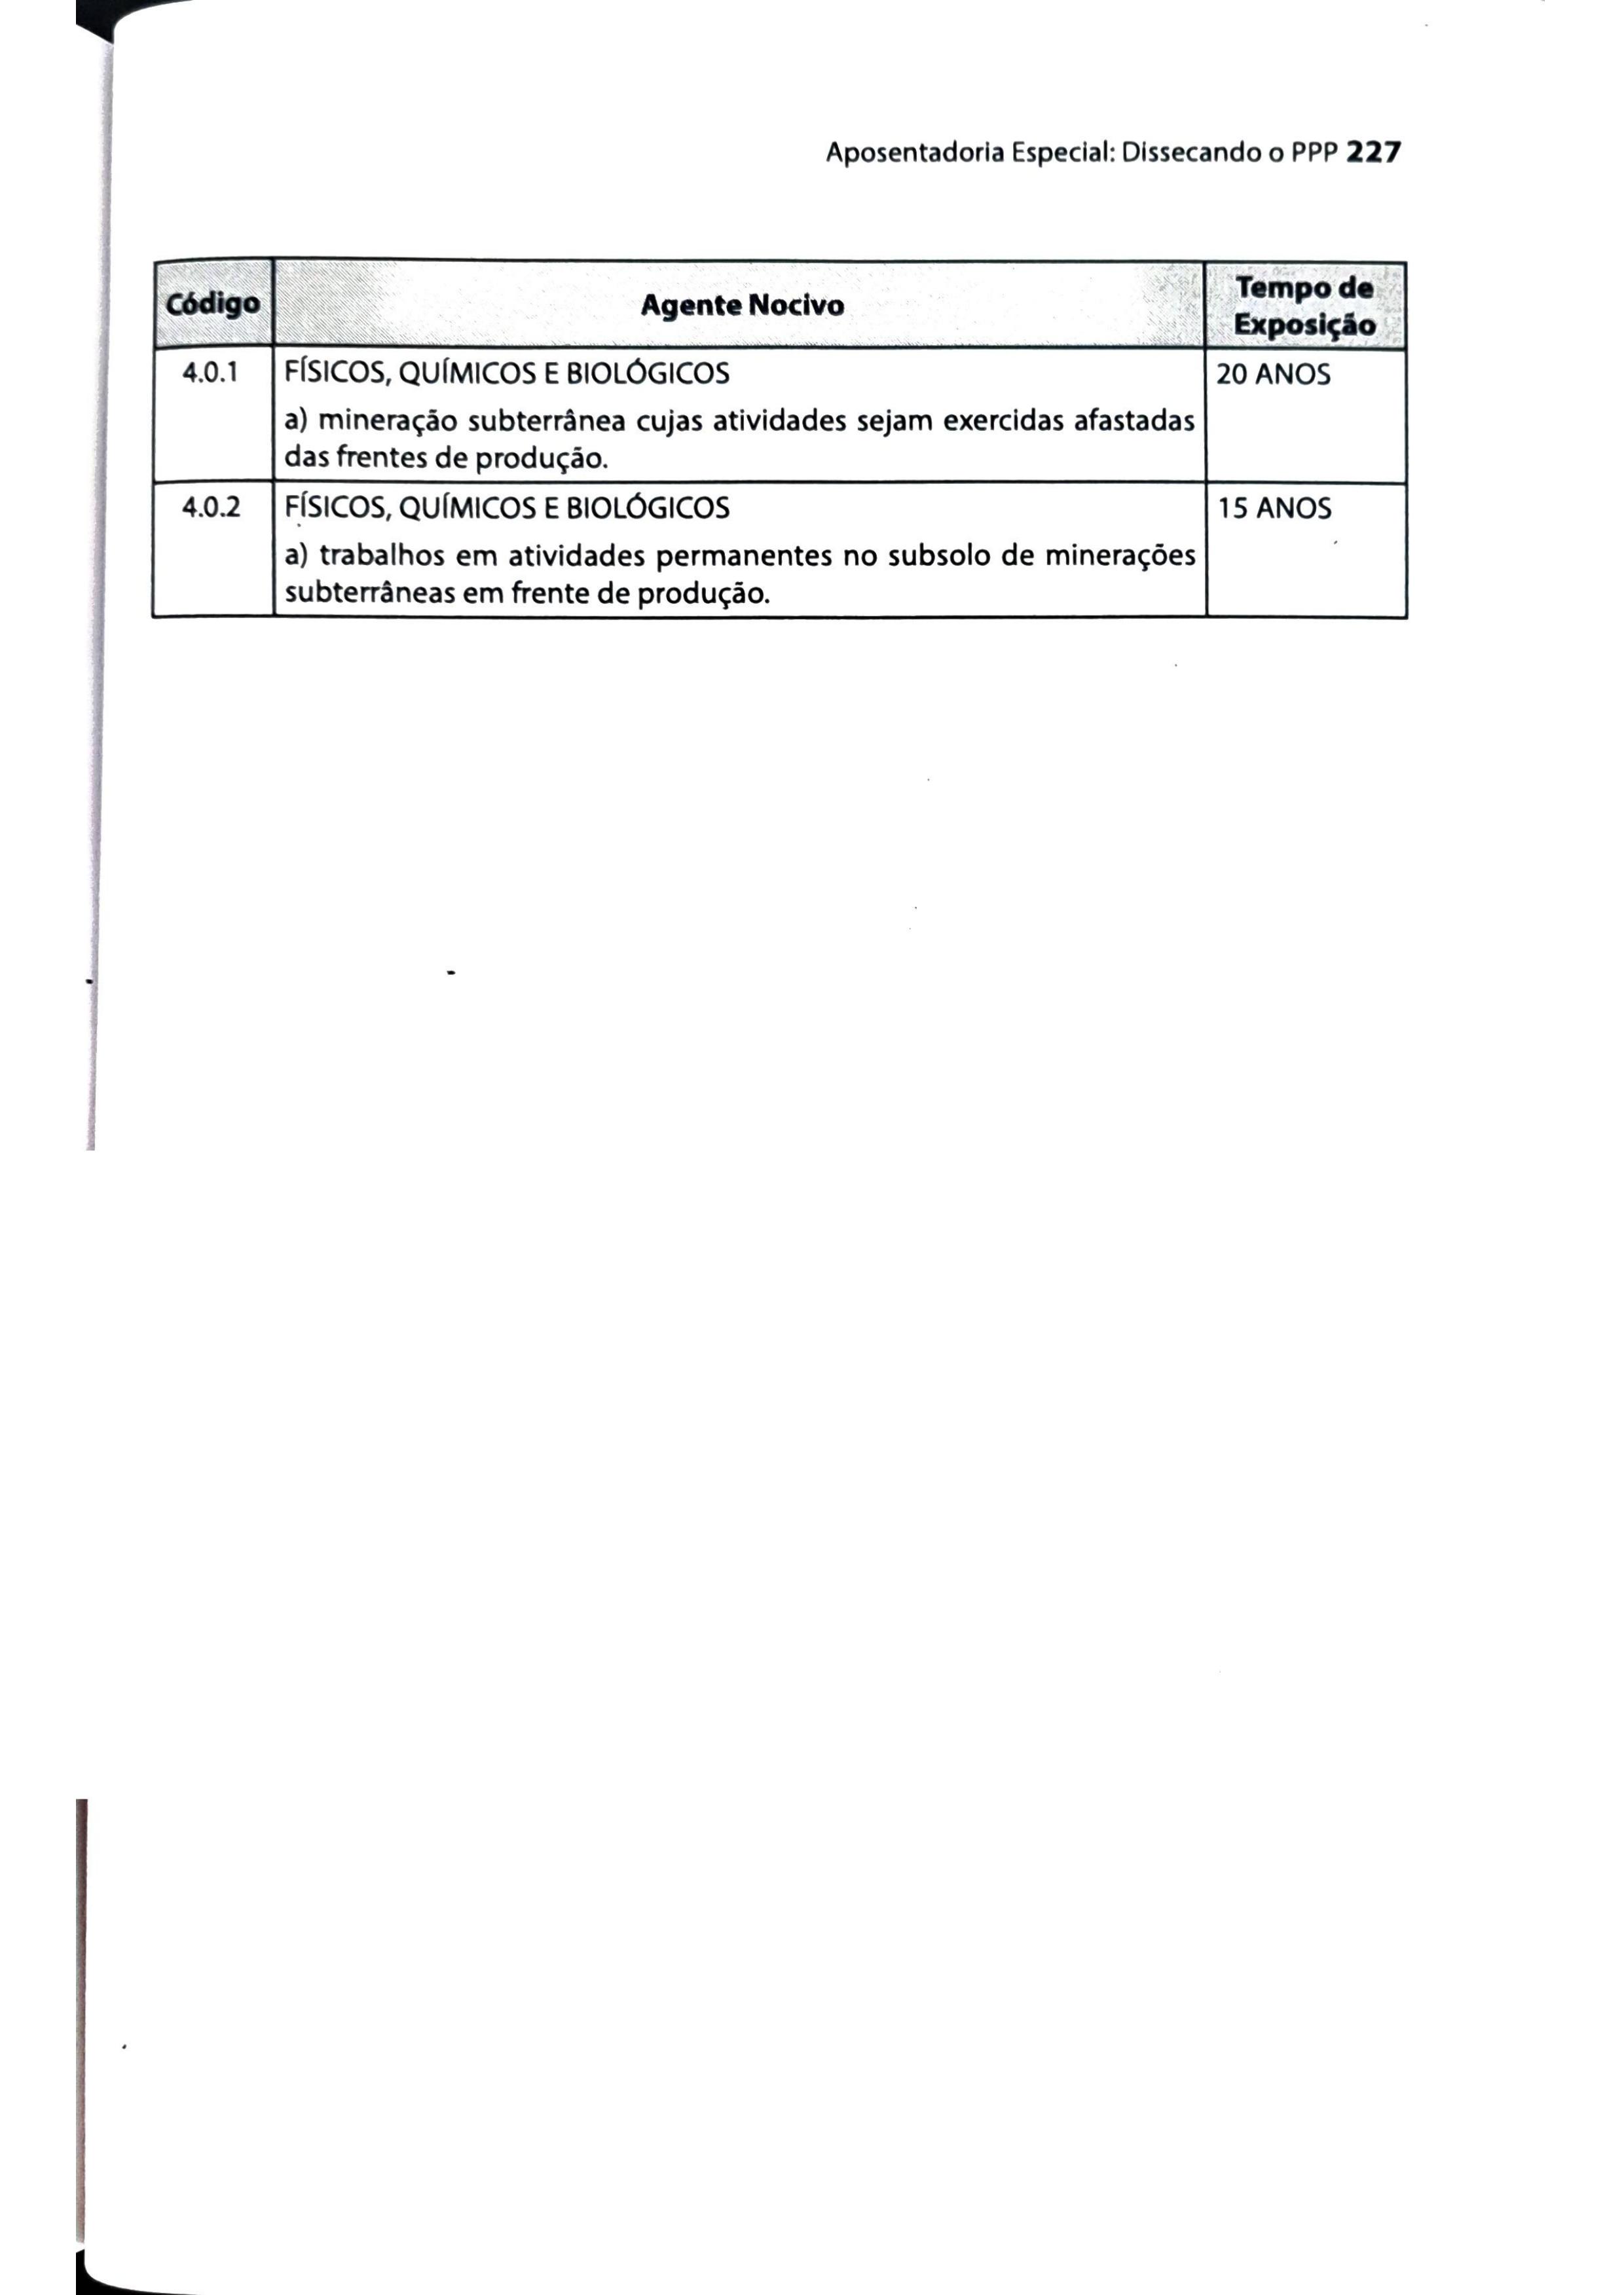 Aposentadoria Especial: Dissecando o PPP 227
Código
Agente Nocivo
Tempo de
Exposição
4.0.1
FÍSICOS, QUÍMICOS E BIOLÓGICOS
20 ANOS
a) mineração subterrânea cujas atividades sejam exercidas afastadas
das frentes de produção.
4.0.2
FÍSICOS, QUÍMICOS E BIOLÓGICOS
15 ANOS
a) trabalhos em atividades permanentes no subsolo de minerações
subterrâneas em frente de produção.